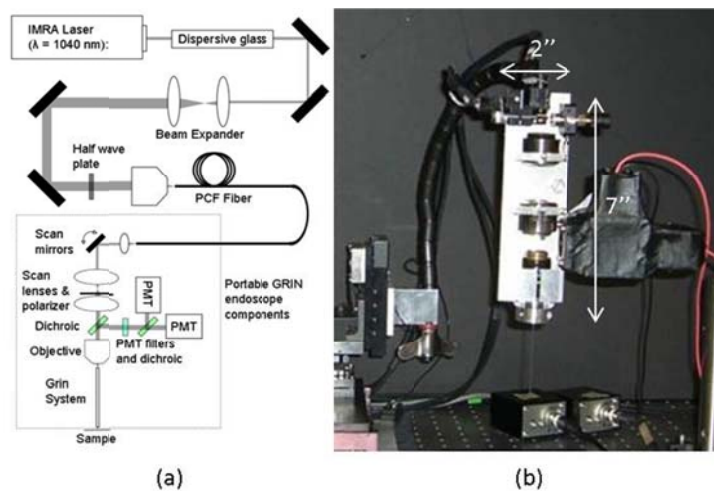 IMRA Laser
(λ = 1040 nm):
Dispersive glass
Beam Expander
Half wave
plate
PCF Fiber
Scan
mirrors
Scan
lenses &
polarizer
PMT
Portable GRIN
endoscope
components
Dichroic
PMT
PMT filters
and dichroic
Objective
Grin
System
Sample
(a)
2’’
7’’
(b)